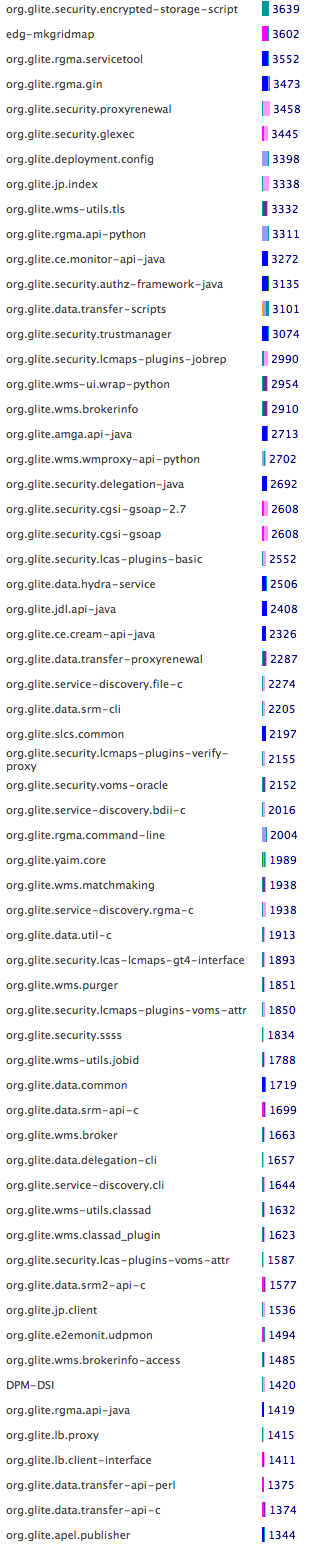 org.glite.security.encrypted-storage-script 3639
edg-mkgridmap 3602
org.glite.rgma.servicetool 3552
org.glite.rgma.gin 3473
org.glite.security.proxyrenewal 3458
org.glite.security.glexec 3445
org.glite.deployment.config 3398
org.glite.jp.index 3338
org.glite.wms-utils.tls 3332
org.glite.rgma.api-python 3311
org.glite.ce.monitor-api-java 3272
org.glite.security.authz-framework-java 3135
org.glite.data.transfer-scripts 3101
org.glite.security.trustmanager 3074
org.glite.security.lcmaps-plugins-jobrep 2990
org.glite.wms-ui.wrap-python 2954
org.glite.wms.brokerinfo 2910
org.glite.amga.api-java 2713
org.glite.wms.wmproxy-api-python 2702
org.glite.security.delegation-java 2692
org.glite.security.cgsi-gsoap-2.7 2608
org.glite.security.cgsi-gsoap 2608
org.glite.security.lcas-plugins-basic 2552
org.glite.data.hydra-service 2506
org.glite.jdl.api-java 2408
org.glite.ce.cream-api-java 2326
org.glite.data.transfer-proxyrenewal 2287
org.glite.service-discovery.file-c 2274
org.glite.data.srm-cli 2205
org.glite.slcs.common 2197
org.glite.security.lcmaps-plugins-verify-
proxy 2155
org.glite.security.voms-oracle 2152
org.glite.service-discovery.bdii-c 2016
org.glite.rgma.command-line 2004
org.glite.yaim.core 1989
org.glite.wms.matchmaking 1938
org.glite.service-discovery.rgma-c 1938
org.glite.data.util-c 1913
org.glite.security.lcas-lcmaps-gt4-interface 1893
org.glite.wms.purger 1851
org.glite.security.lcmaps-plugins-voms-attr 1850
org.glite.security.ssss 1834
org.glite.wms-utils.jobid 1788
org.glite.data.common 1719
org.glite.data.srm-api-c 1699
org.glite.wms.broker 1663
org.glite.data.delegation-cli 1657
org.glite.service-discovery.cli 1644
org.glite.wms-utils.classad 1632
org.glite.wms.classad_plugin 1623
org.glite.security.lcas-plugins-voms-attr 1587
org.glite.data.srm2-api-c 1577
org.glite.jp.client 1536
org.glite.e2emonit.udpmon 1494
org.glite.wms.brokerinfo-access 1485
DPM-DSI 1420
org.glite.rgma.api-java 1419
org.glite.lb.proxy 1415
org.glite.lb.client-interface 1411
org.glite.data.transfer-api-perl 1375
org.glite.data.transfer-api-c 1374
org.glite.apel.publisher 1344